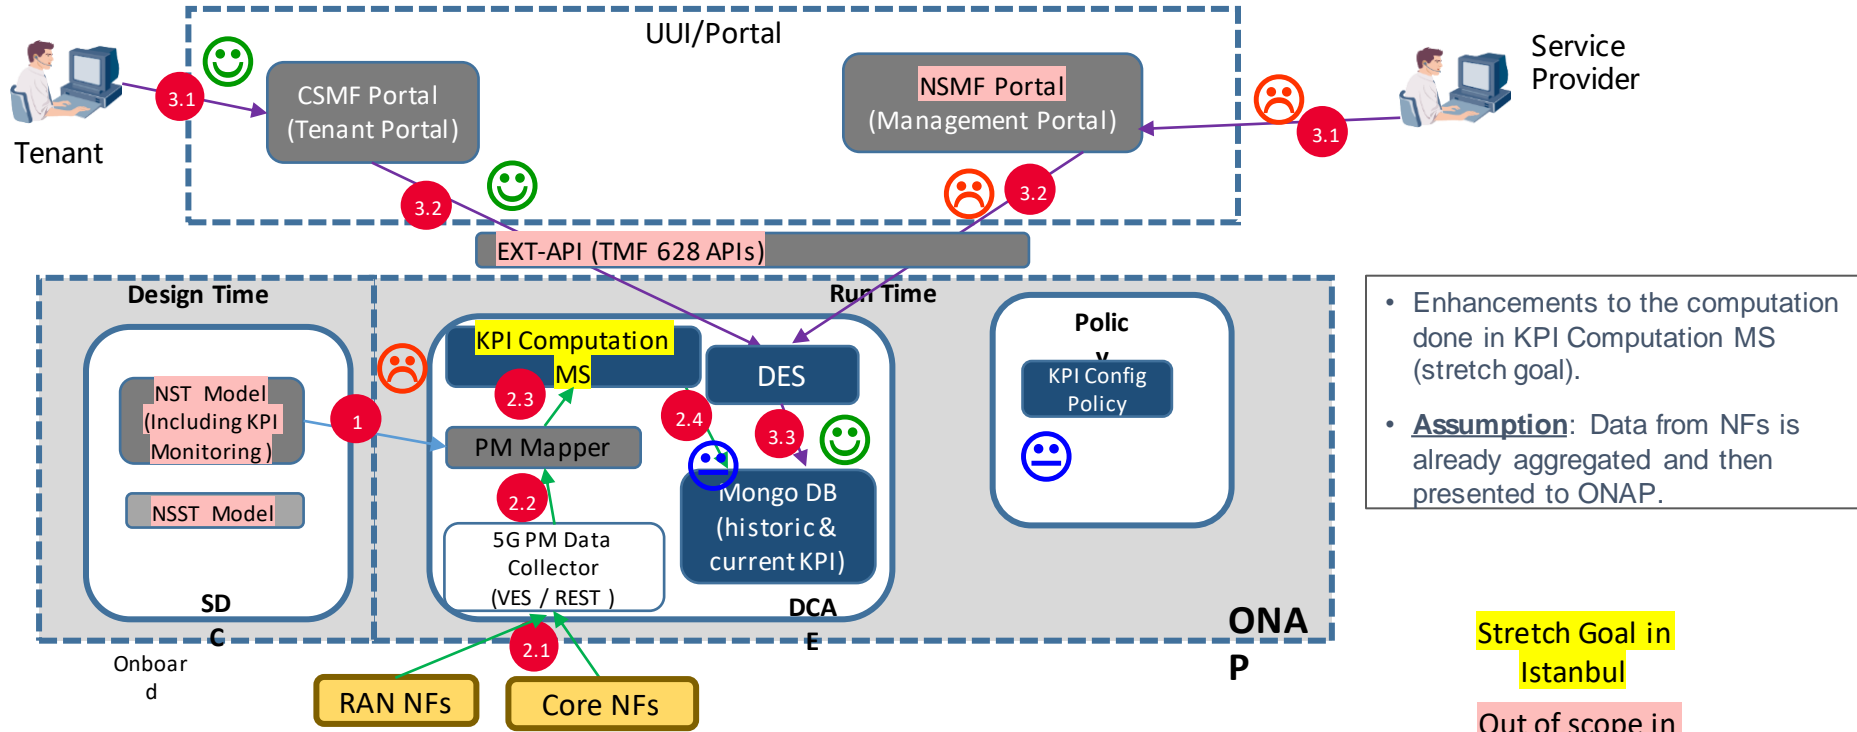 UUI/Portal
Tenant
3.1
CSMF Portal
(Tenant Portal)
NSMF Portal
(Management Portal)
3.1
Service
Provider
3.2
3.2
EXT-API (TMF 628 APIs)
Design Time
Run Time
NST Model
(Including KPI
Monitoring)
NSST Model
SD
C
1
KPI Computation
MS
DES
2.3
2.4
3.3
PM Mapper
2.2
Mongo DB
(historic &
current KPI)
5G PM Data
Collector
(VES / REST )
DCA
E
Polic
y
KPI Config
Policy
ONA
P
2.1
Onboar
d
RAN NFs
Core NFs
• Enhancements to the computation
done in KPI Computation MS
(stretch goal).
• Assumption: Data from NFs is
already aggregated and then
presented to ONAP.
Stretch Goal in
Istanbul
Out of scope in